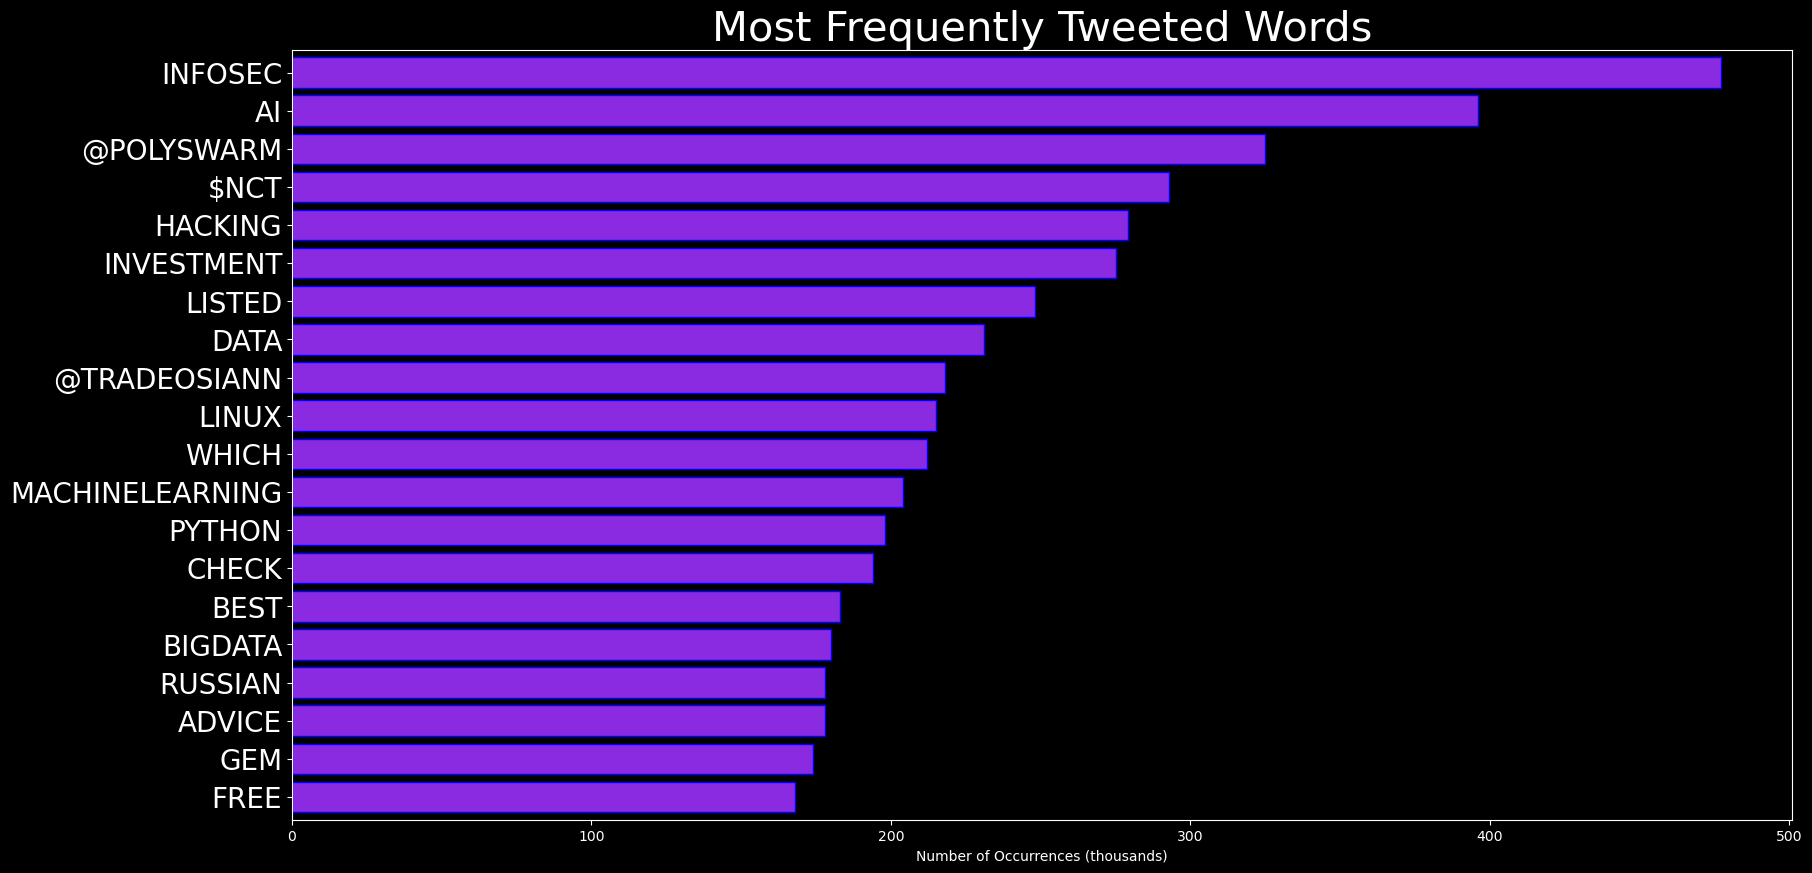 Most Frequently Tweeted Words
INFOSEC
AI
@POLYSWARM
$NCT
HACKING
INVESTMENT
LISTED
DATA
@TRADEOSIANN
LINUX
WHICH
MACHINELEARNING
PYTHON
CHECK
BEST
BIGDATA
RUSSIAN
ADVICE
GEM
FREE
0 100 200 300 400 500
Number of Occurrences (thousands)